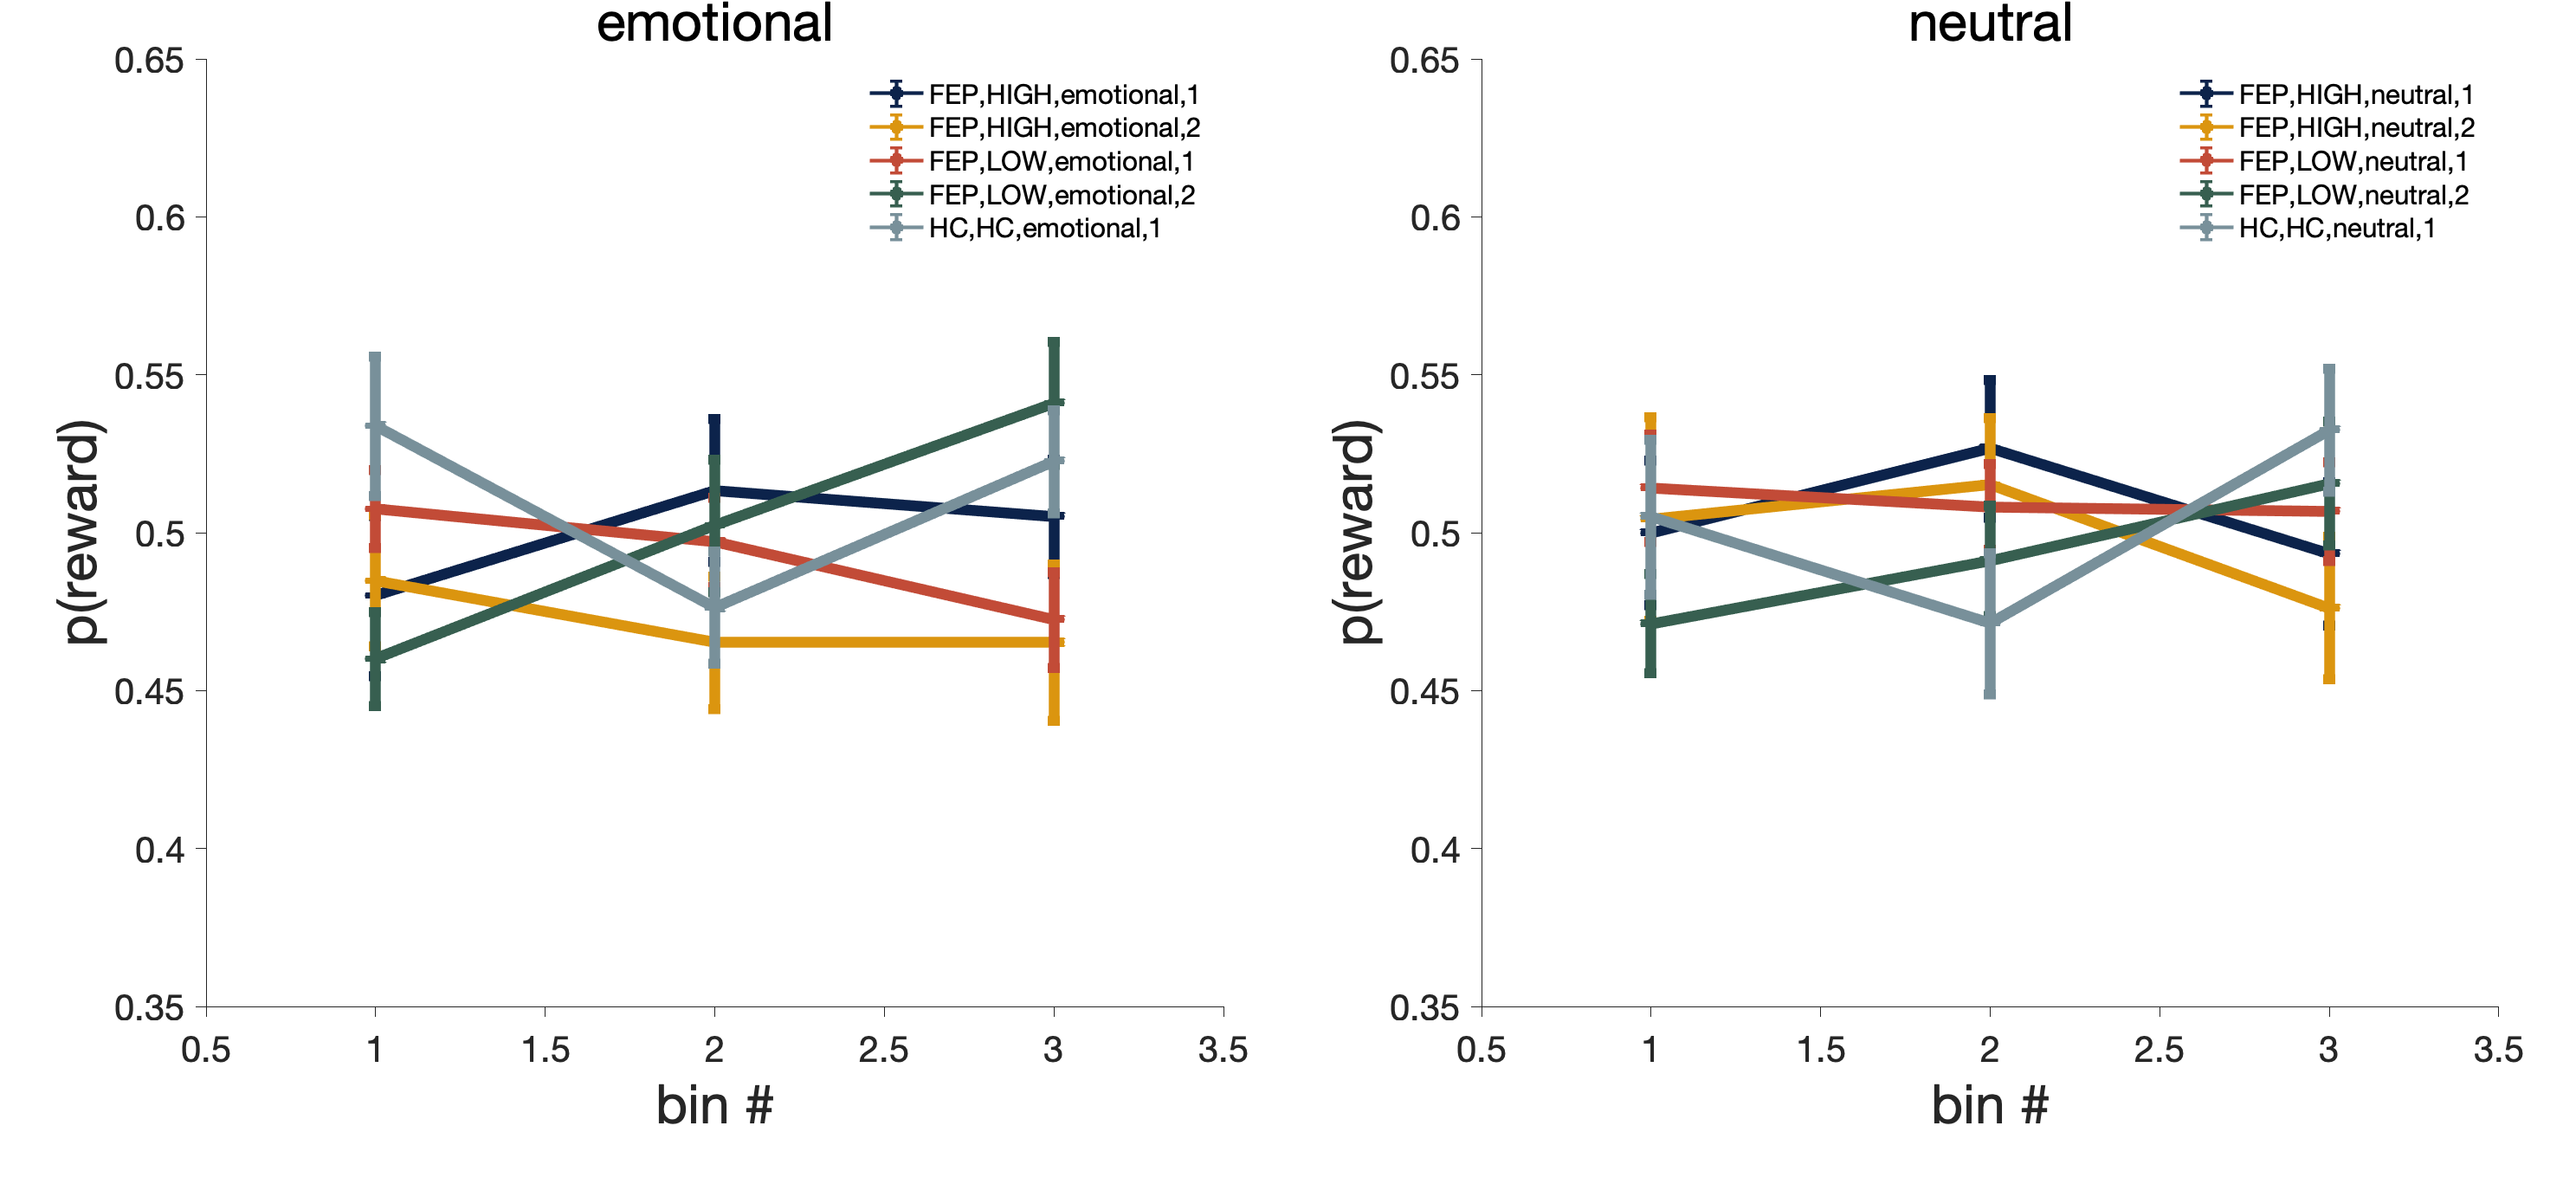 emotional
0.65
0.6
0.55
0.5
0.45
0.4
0.35
p(reward)
FEP,HIGH,emotional,1
FEP,HIGH,emotional,2
FEP,LOW,emotional,1
FEP,LOW,emotional,2
HC,HC,emotional,1
0.5 1 1.5 2 2.5 3 3.5
bin #
neutral
0.65
0.6
0.55
0.5
0.45
0.4
0.35
p(reward)
FEP,HIGH,neutral,1
FEP,HIGH,neutral,2
FEP,LOW,neutral,1
FEP,LOW,neutral,2
HC,HC,neutral,1
0.5 1 1.5 2 2.5 3 3.5
bin #